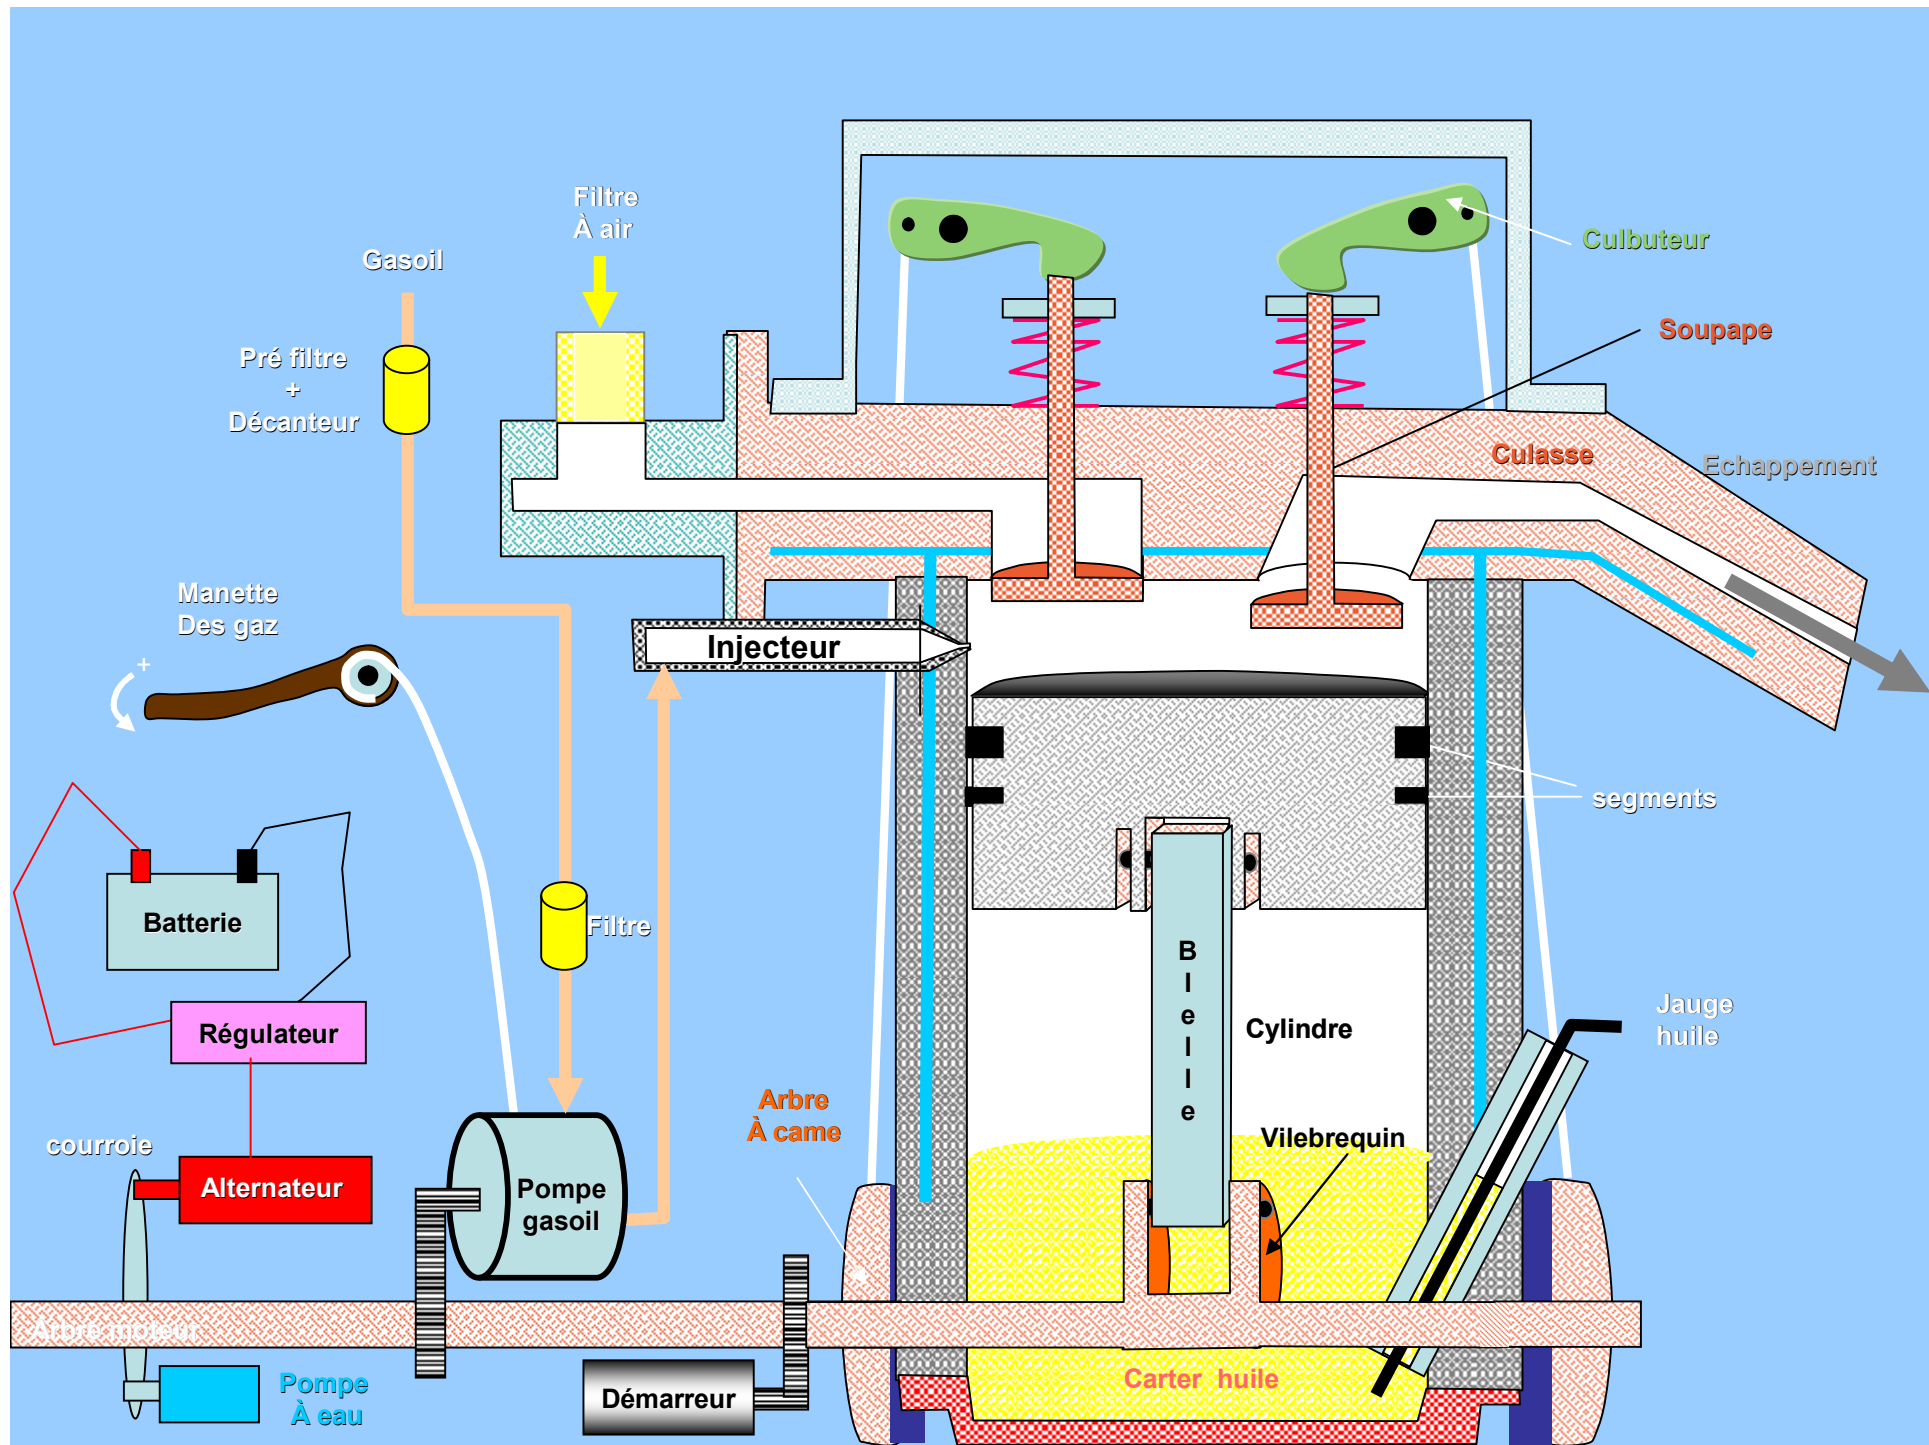 Filtre
À air
Gasoil
Culbuteur
Soupape
Pré filtre
+
Décanteur
Culasse
Echappement
Manette
Des gaz
+
Injecteur
segments
Batterie
Filtre
B
I
e
l
l
e
Cylindre
Jauge
huile
Régulateur
Arbre
À came
Vilebrequin
courroie
Alternateur
Pompe
gasoil
Arbre moteur
Carter huile
Pompe
À eau
Démarreur